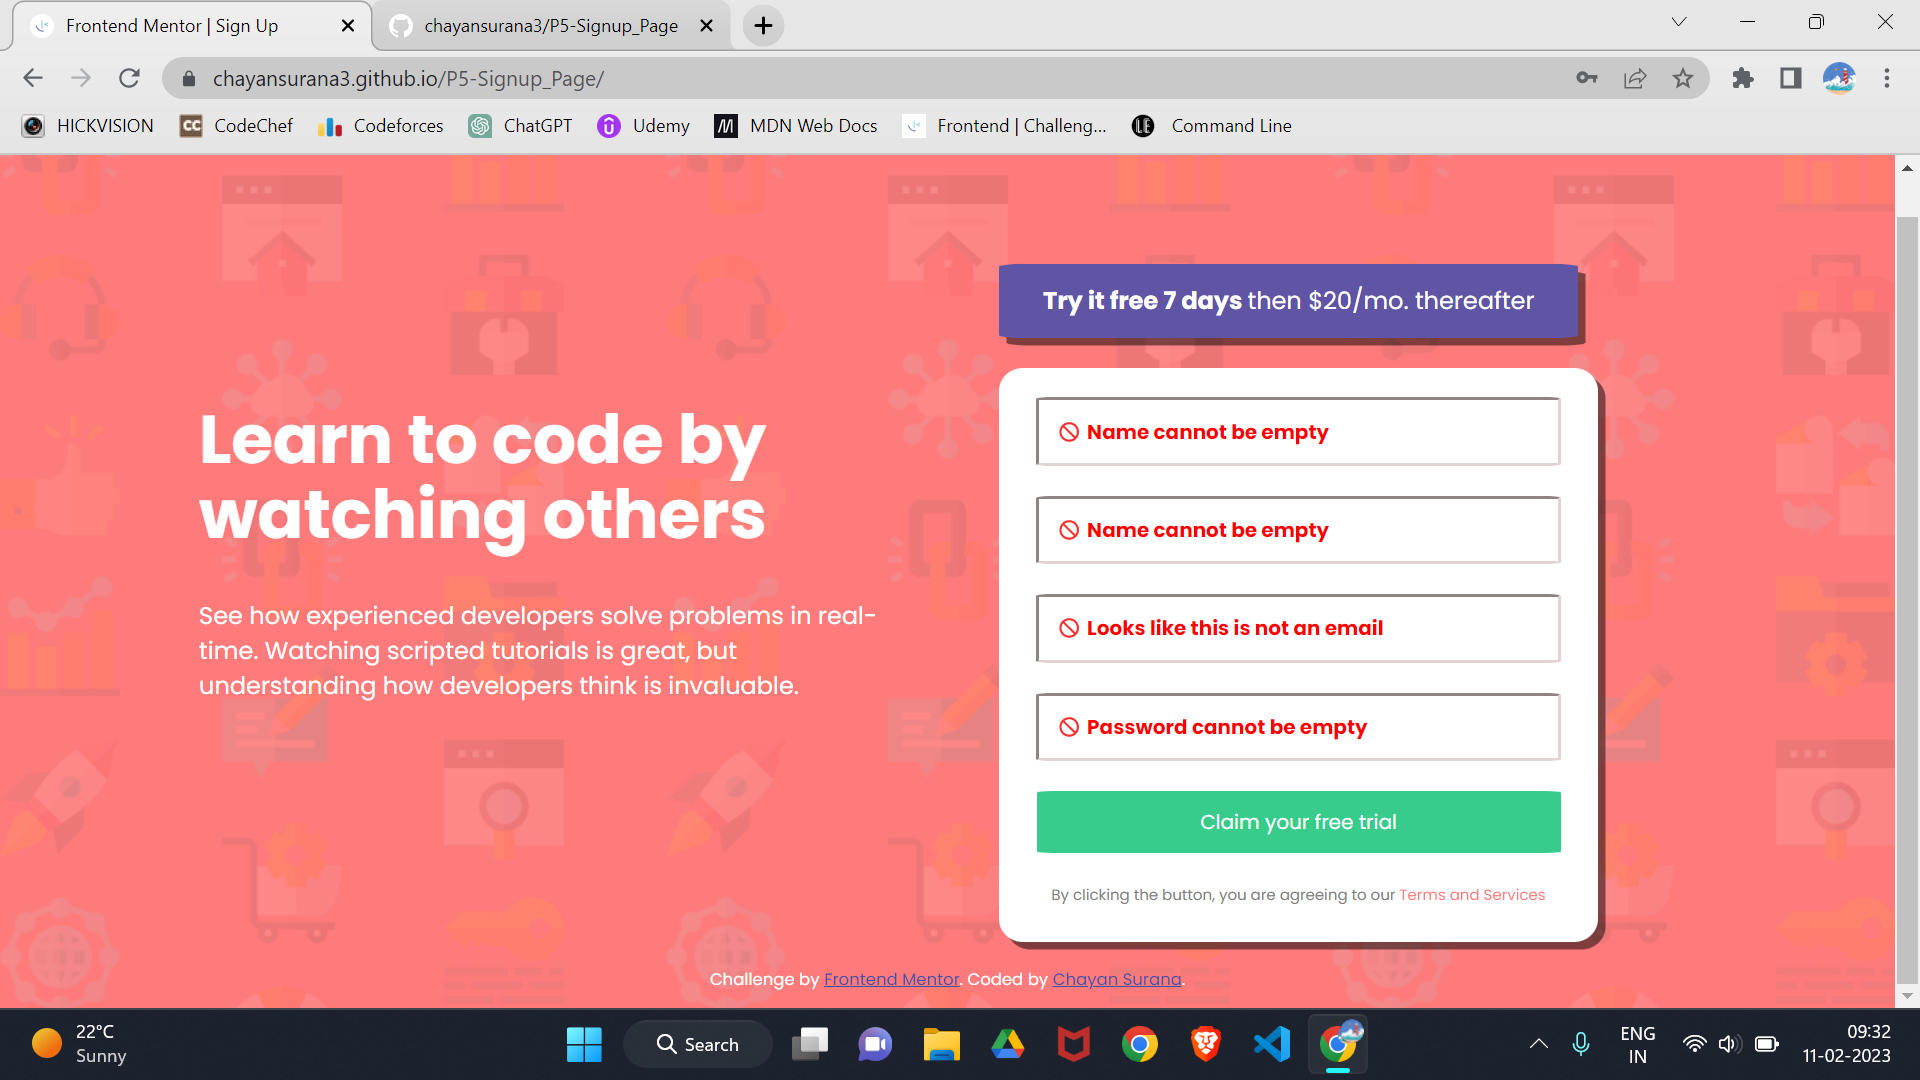 Frontend Mentor | Sign Up
chayansurana3/P5-Signup_Page
chayansurana3.github.io/P5-Signup_Page/
HICKVISION
CC CodeChef
Codeforces
ChatGPT
Udemy
MDN Web Docs
Frontend | Challeng...
LE Command Line
Try it free 7 days then $20/mo. thereafter
Learn to code by
watching others
See how experienced developers solve problems in real-
time. Watching scripted tutorials is great, but
understanding how developers think is invaluable.
Name cannot be empty
Name cannot be empty
Looks like this is not an email
Password cannot be empty
Claim your free trial
By clicking the button, you are agreeing to our Terms and Services
Challenge by Frontend Mentor. Coded by Chayan Surana.
22°C
Sunny
Search
ENG
IN
09:32
11-02-2023